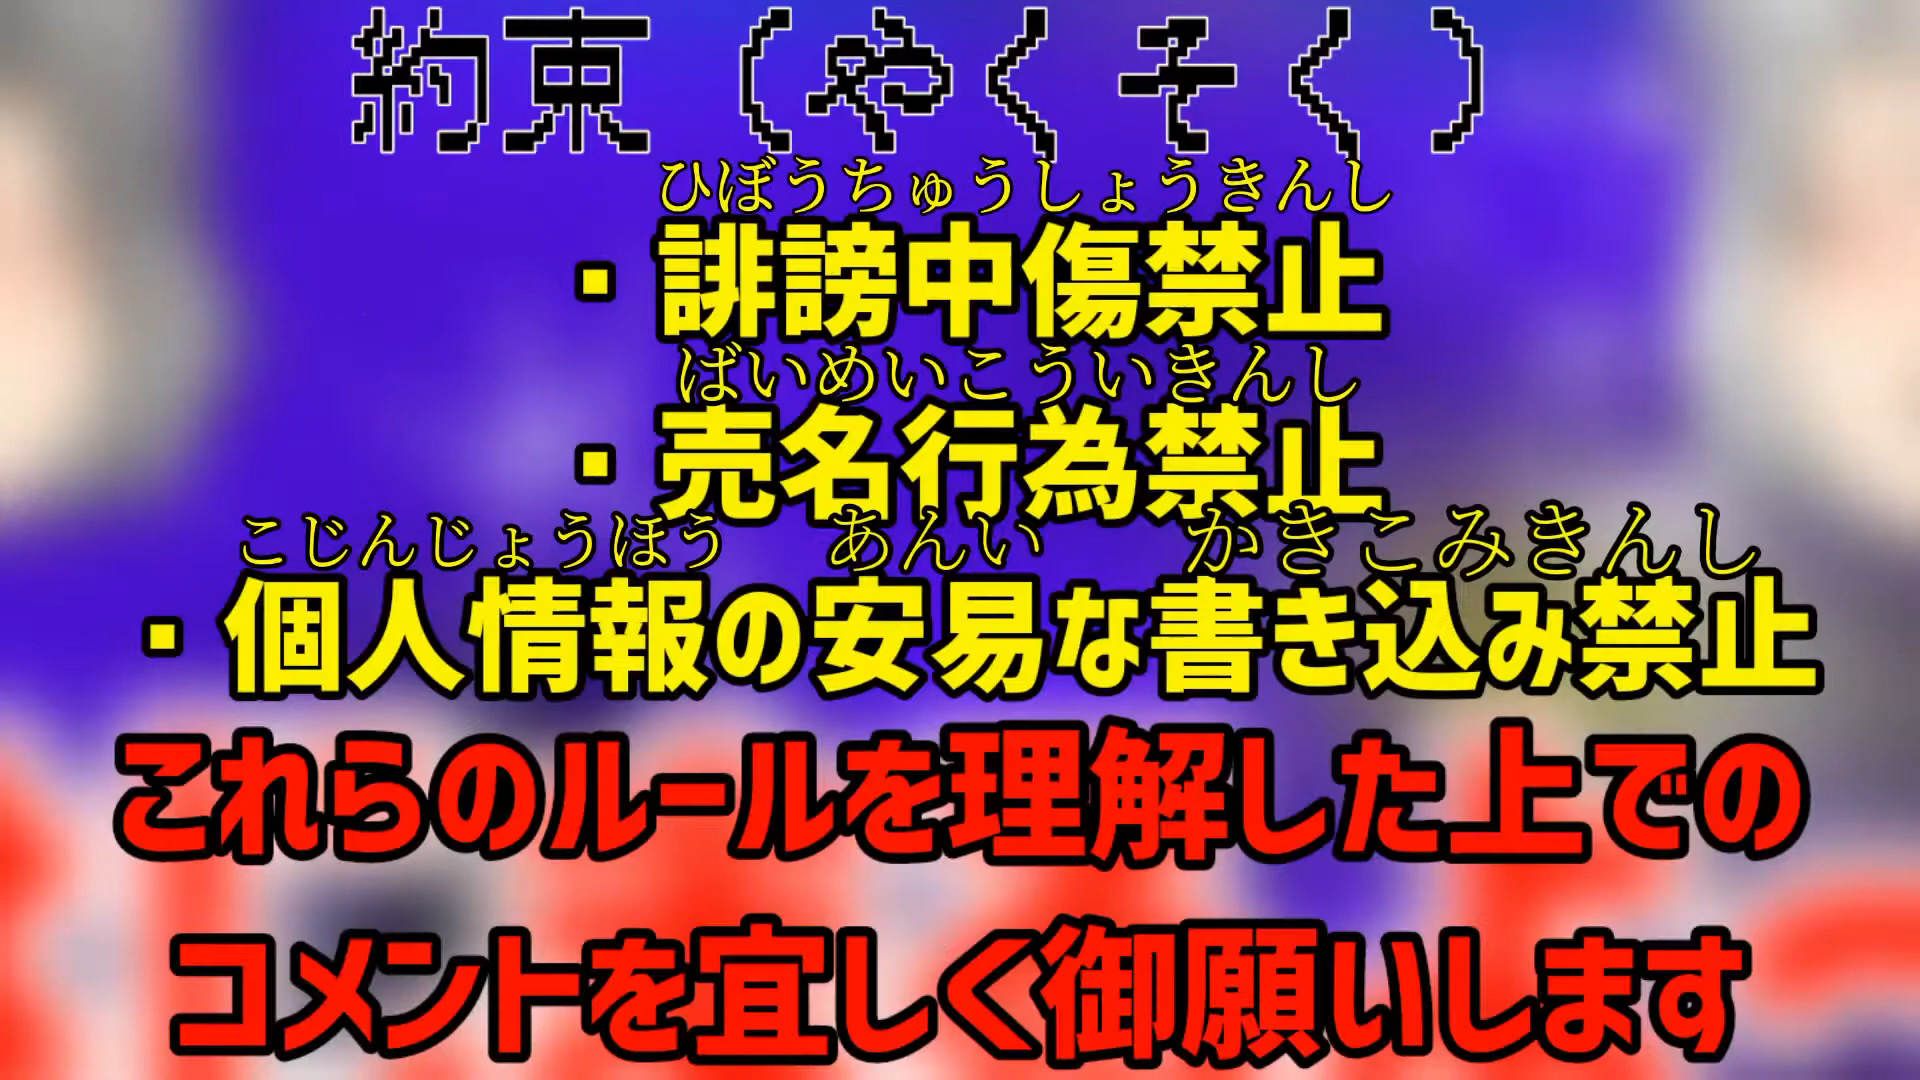 約束（やくそく）
ひぼうちゅうしょうきんし
・誹謗中傷禁止
ばいめいこういきんし
・売名行為禁止
こじんじょうほう　あんい　かきこみきんし
・個人情報の安易な書き込み禁止
これらのルールを理解した上での
コメントを宜しく御願いします